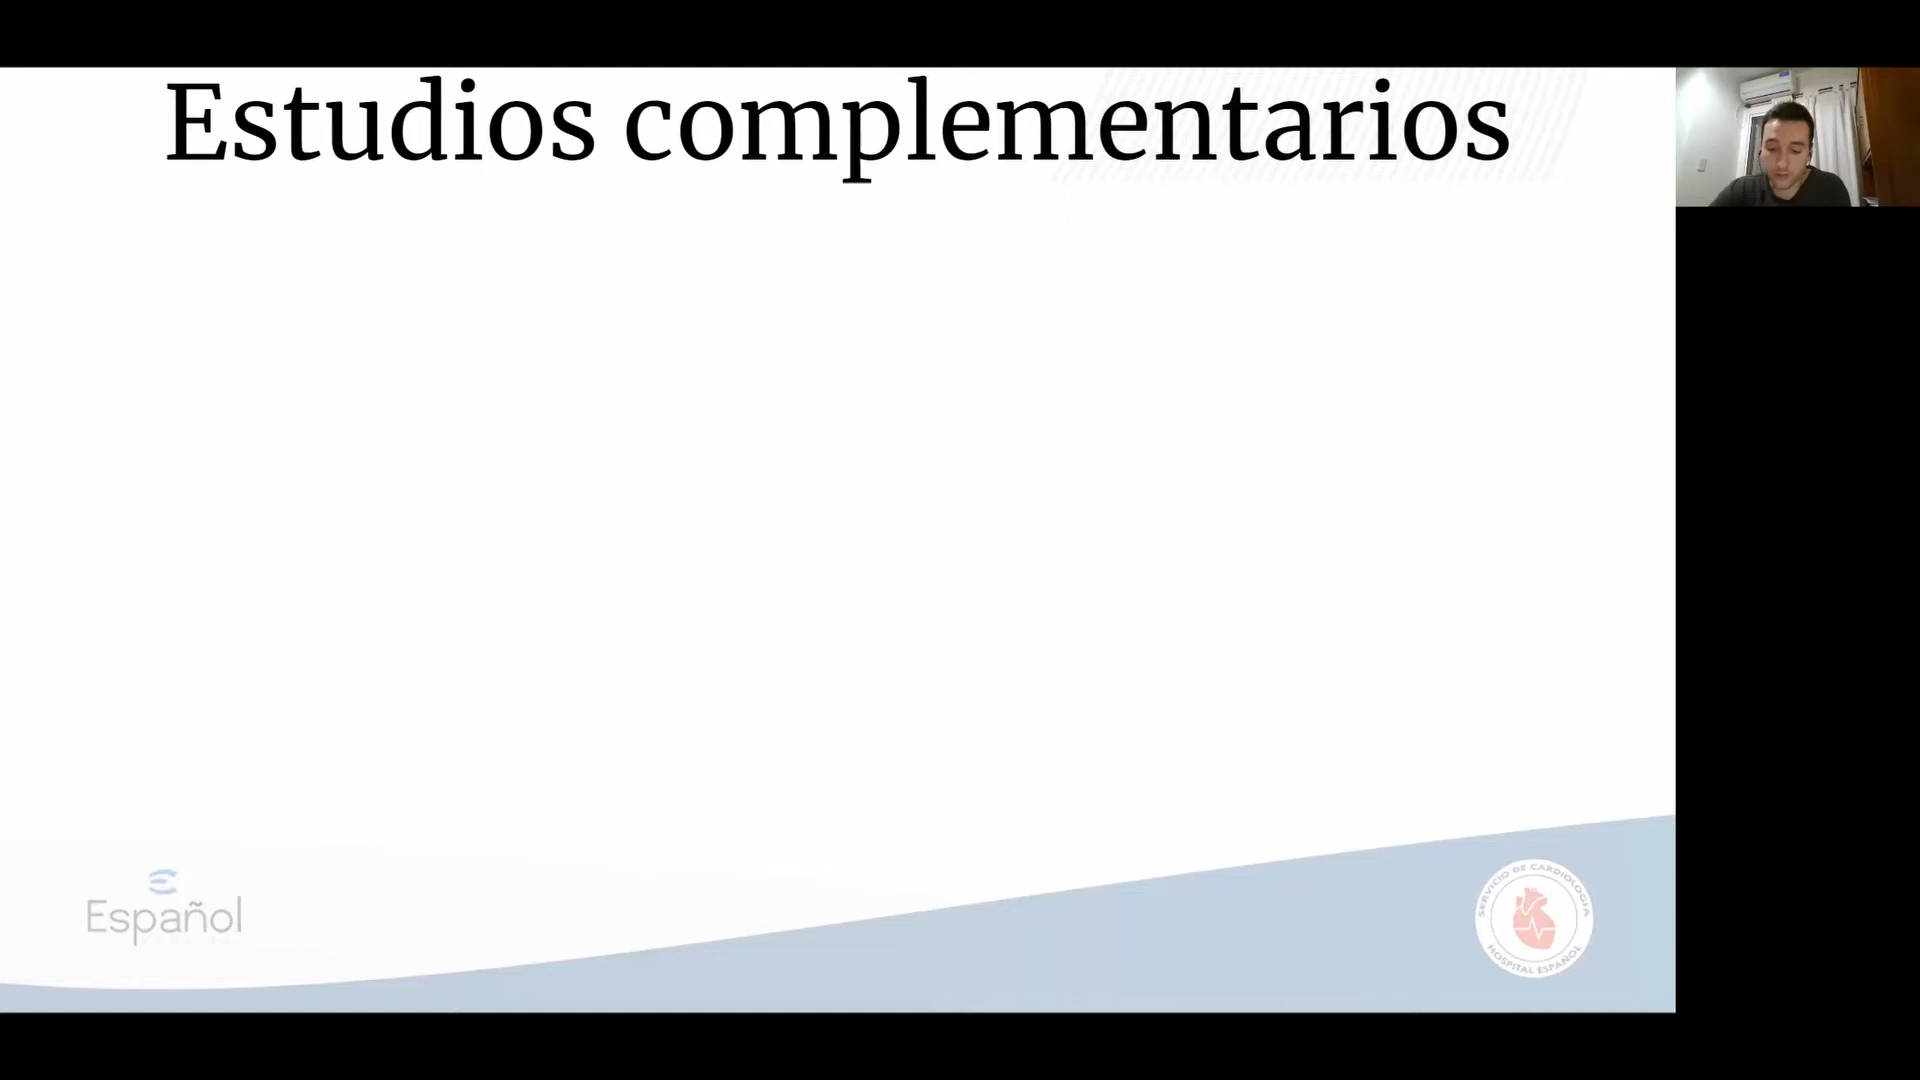 Estudios complementarios
Español
SERVICIO DE CARDIOLOGIA
HOSPITAL ESPAÑOL